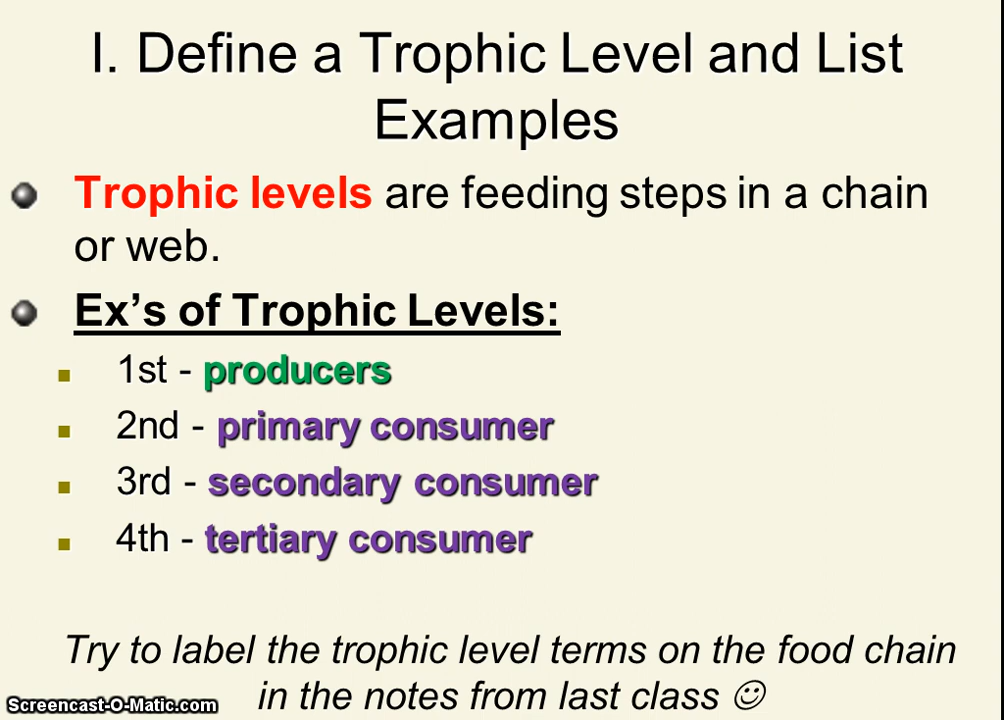 I. Define a Trophic Level and List
Examples
Trophic levels are feeding steps in a chain
or web.
Ex’s of Trophic Levels:
1st - producers
2nd - primary consumer
3rd - secondary consumer
4th - tertiary consumer
Try to label the trophic level terms on the food chain
in the notes from last class ☺
Screencast-O-Matic.com